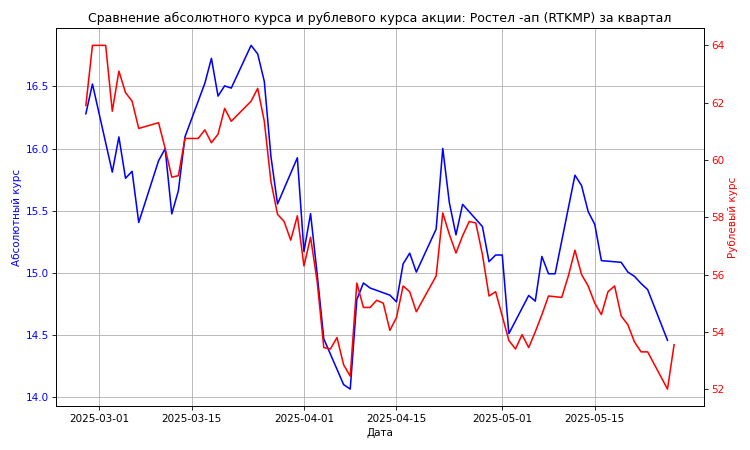 Сравнение абсолютного курса и рублевого курса акции: Ростел -ап (RTKMP) за квартал
64
16.5
62
16.0
60
15.5
58
15.0
56
14.5
54
14.0
52
Абсолютный курс
Рублевый курс
2025-03-01 2025-03-15 2025-04-01 2025-04-15 2025-05-01 2025-05-15
Дата